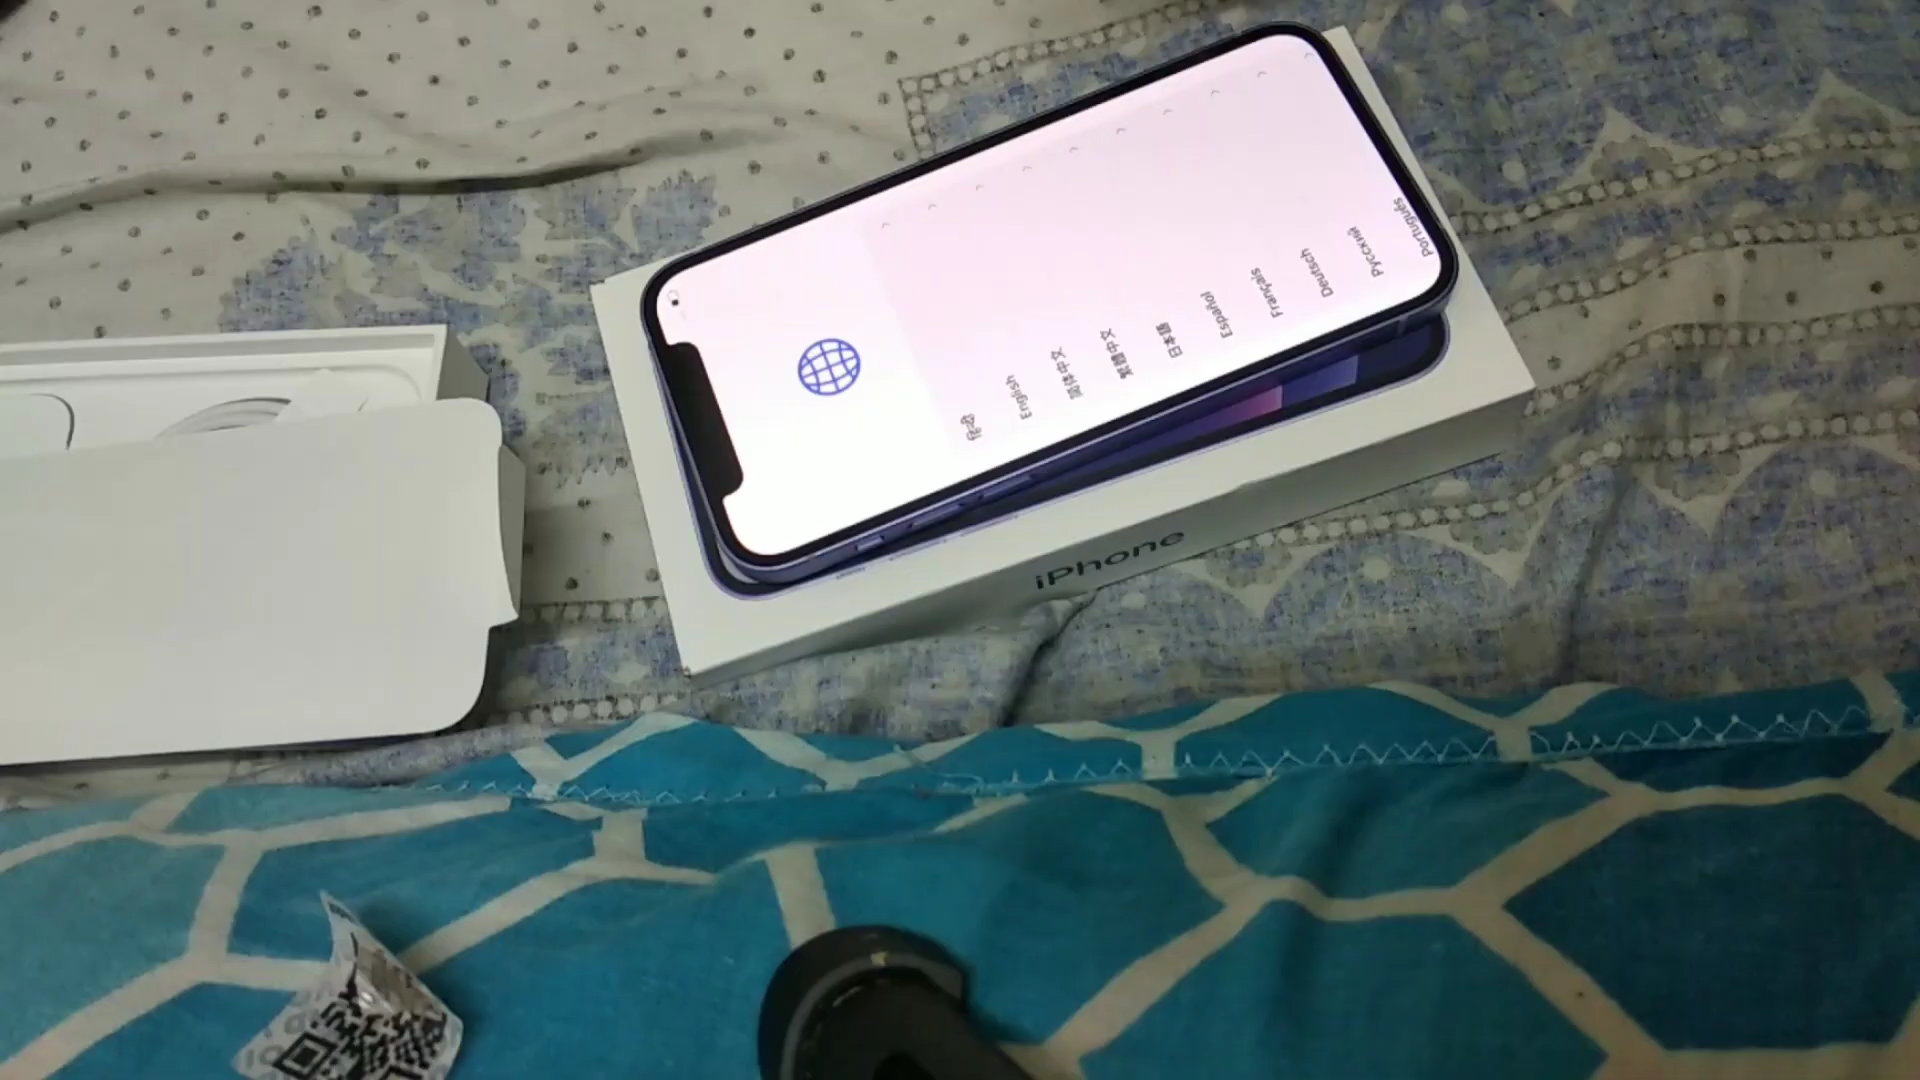 हिन्दी
English
简体中文
繁體中文
日本語
Español
Français
Deutsch
Русский
Português
iPhone